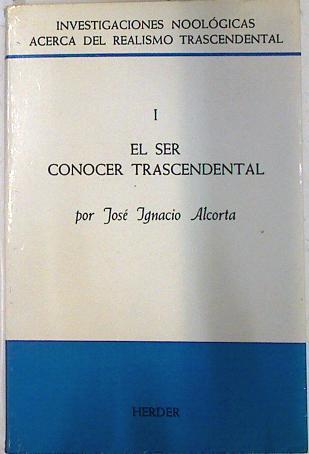 INVESTIGACIONES NOOLÓGICAS
ACERCA DEL REALISMO TRASCENDENTAL
I
EL SER
CONOCER TRASCENDENTAL
por José Ignacio Alcorta
HERDER